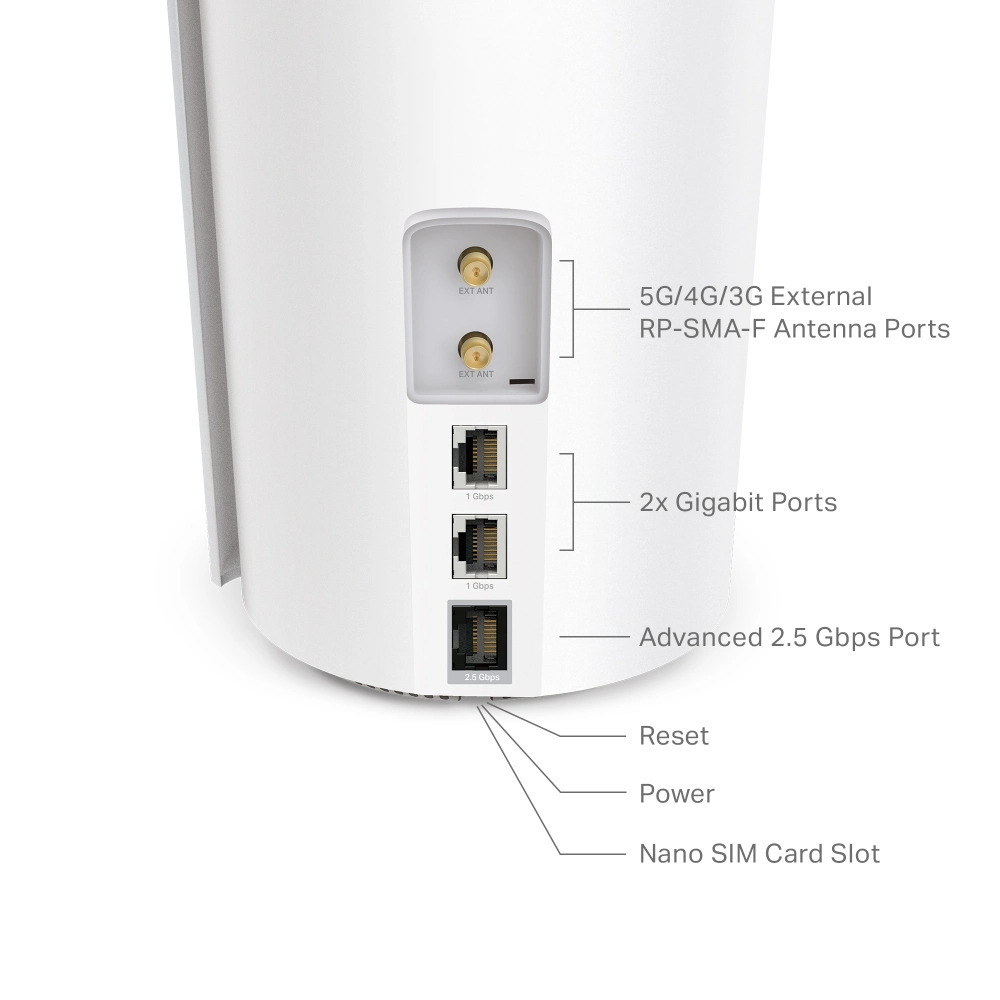 EXT ANT
EXT ANT
5G/4G/3G External
RP-SMA-F Antenna Ports
1 Gbps
1 Gbps
2x Gigabit Ports
2.5 Gbps
Advanced 2.5 Gbps Port
Reset
Power
Nano SIM Card Slot